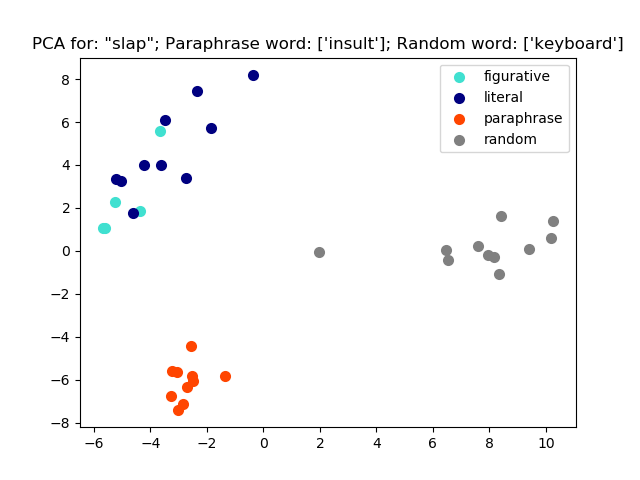 PCA for: "slap"; Paraphrase word: ['insult']; Random word: ['keyboard']
figurative
literal
paraphrase
random
8
6
4
2
0
−2
−4
−6
−8
−6 −4 −2 0 2 4 6 8 10